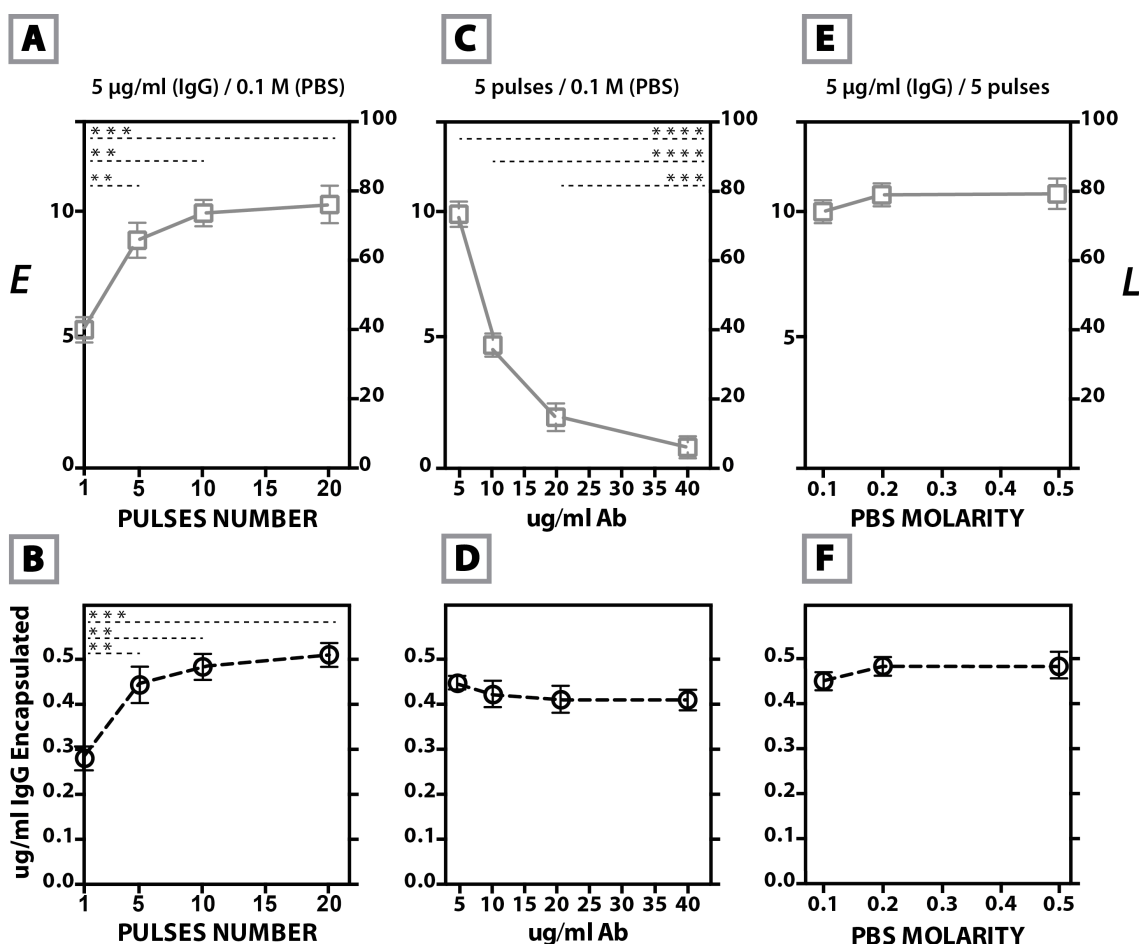 A
C
E
5 µg/ml (IgG) / 0.1 M (PBS)
5 pulses / 0.1 M (PBS)
5 µg/ml (IgG) / 5 pulses
***
**
**
10
5
0
100
80
60
40
20
0
E
1 5 10 15 20
PULSES NUMBER
****
****
***
10
5
0
100
80
60
40
20
0
5 10 15 20 25 30 35 40
ug/ml Ab
10
5
100
80
60
40
20
L
0.1 0.2 0.3 0.4 0.5
PBS MOLARITY
B
D
F
ug/ml IgG Encapsulated
***
**
**
0.5
0.4
0.3
0.2
0.1
0.0
1 5 10 15 20
PULSES NUMBER
0.5
0.4
0.3
0.2
0.1
0.0
5 10 15 20 25 30 35 40
ug/ml Ab
0.5
0.4
0.3
0.2
0.1
0.0
0.1 0.2 0.3 0.4 0.5
PBS MOLARITY